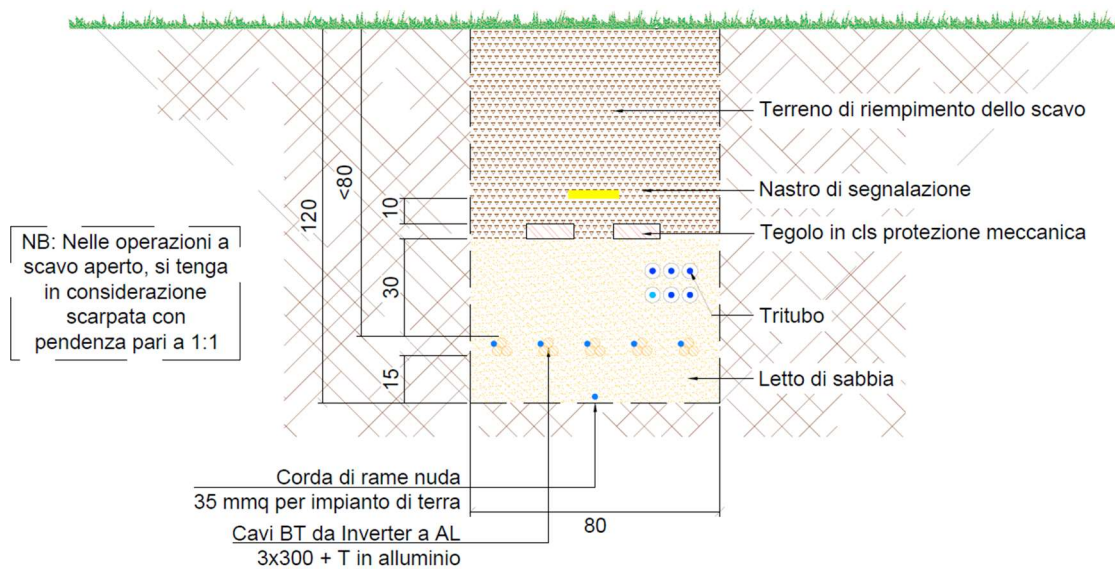 Terreno di riempimento dello scavo
Nastro di segnalazione
Tegolo in cls protezione meccanica
Tritubo
Letto di sabbia
NB: Nelle operazioni a
scavo aperto, si tenga
in considerazione
scarpata con
pendenza pari a 1:1
120
<80
10
30
15
Corda di rame nuda
35 mmq per impianto di terra
Cavi BT da Inverter a AL
3x300 + T in alluminio
80